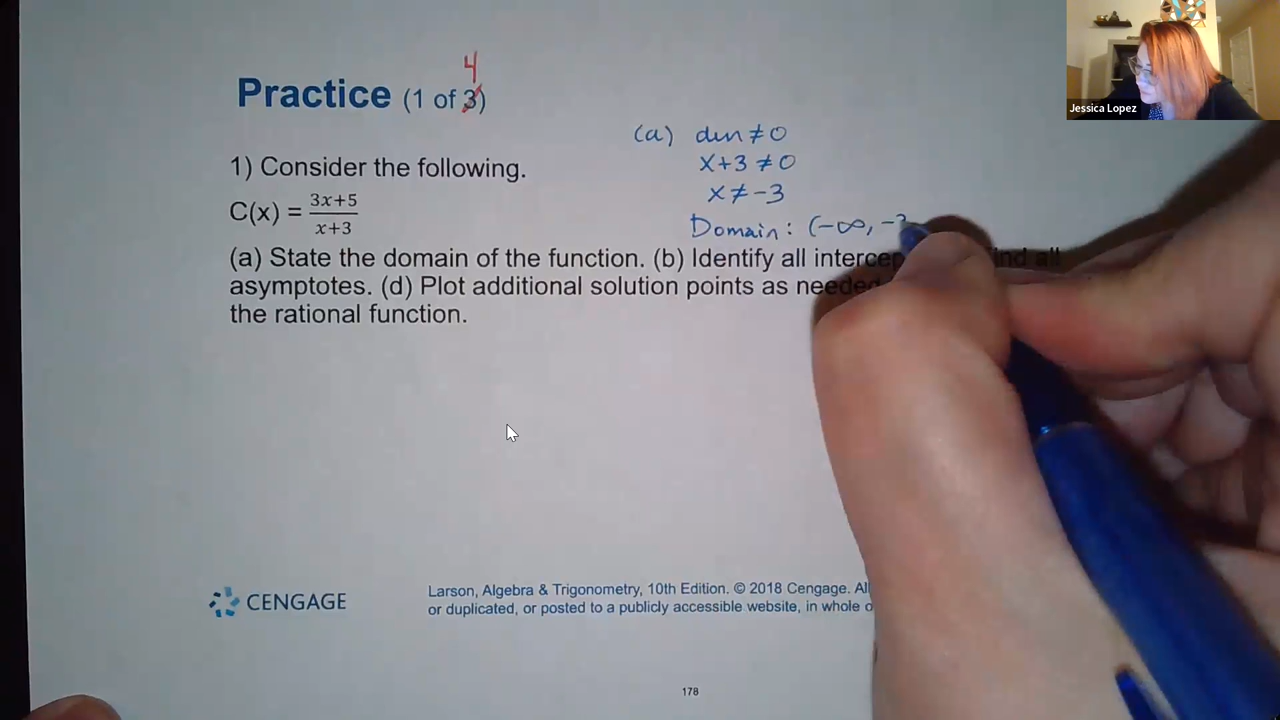 4
Practice (1 of 3)
(a) den ≠ 0
x+3 ≠ 0
x ≠ -3
Domain: (-∞, -3
1) Consider the following.
C(x) = 3x+5 / x+3
(a) State the domain of the function. (b) Identify all all
asymptotes. (d) Plot additional solution points as needed
the rational function.
CENGAGE
Larson, Algebra & Trigonometry, 10th Edition. © 2018 Cengage.
or duplicated, or posted to a publicly accessible website, in whole
178
Jessica Lopez